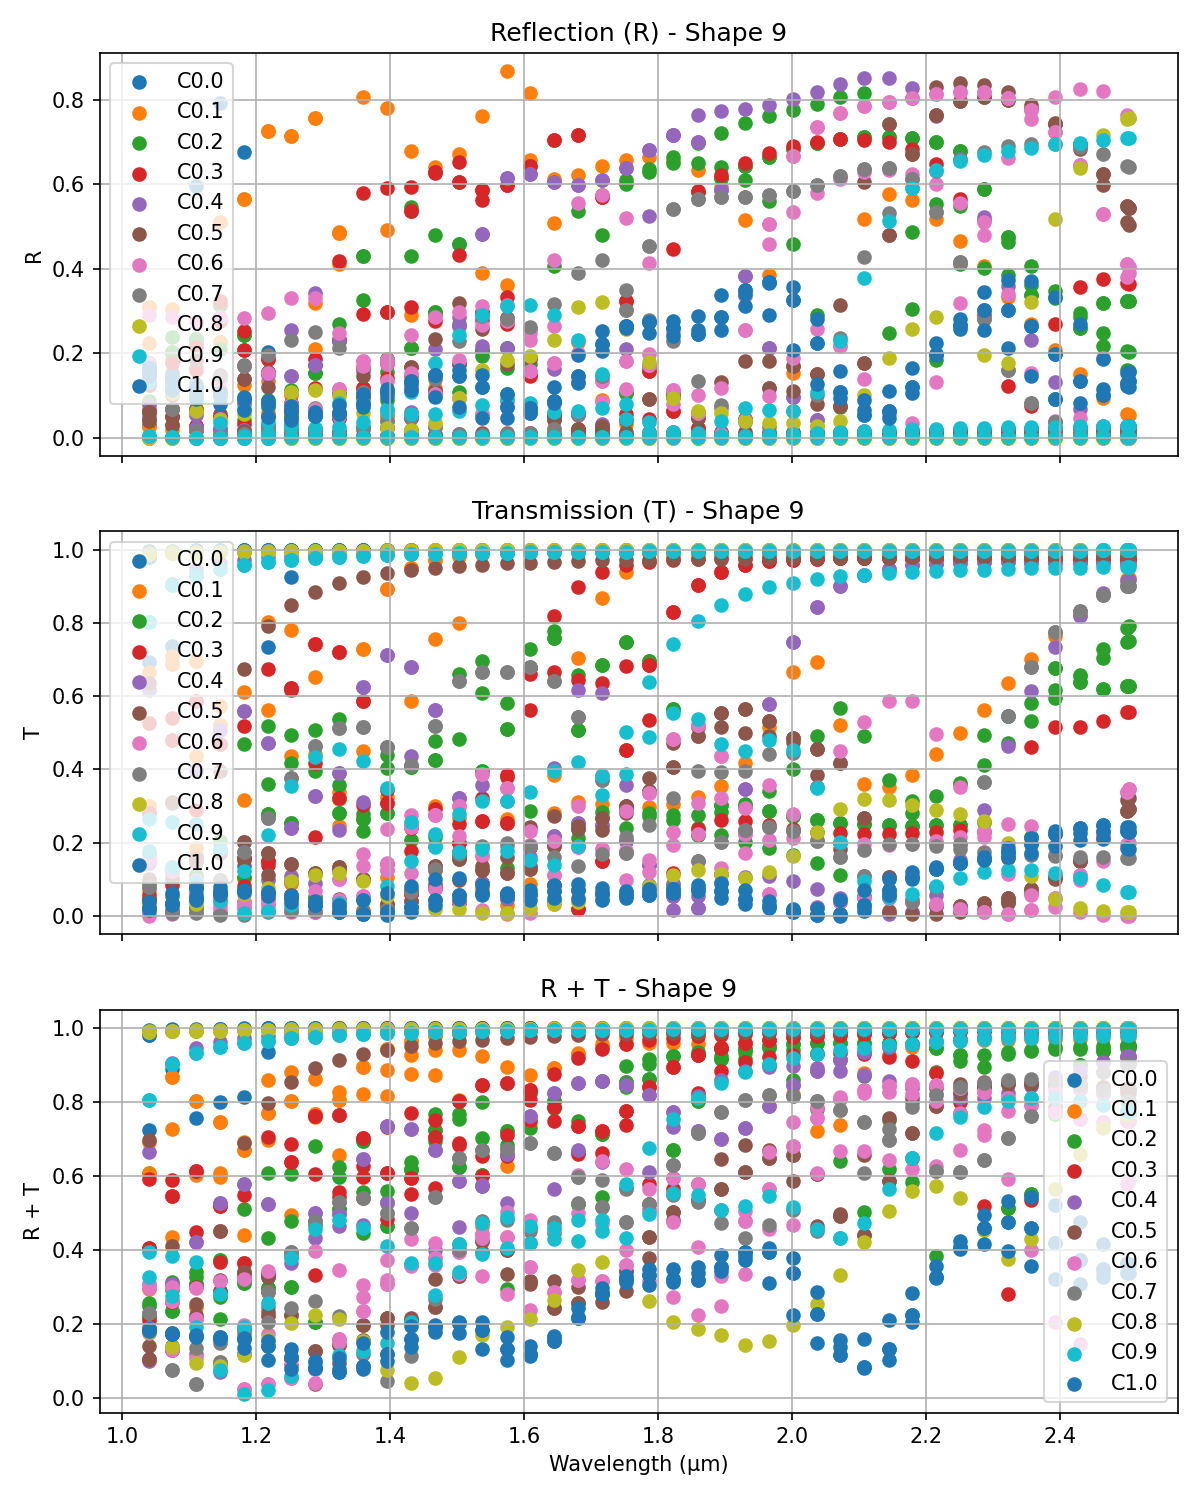 Reflection (R) - Shape 9
C0.0
C0.1
C0.2
C0.3
C0.4
C0.5
C0.6
C0.7
C0.8
C0.9
C1.0
0.8
0.6
0.4
0.2
0.0
R
Transmission (T) - Shape 9
C0.0
C0.1
C0.2
C0.3
C0.4
C0.5
C0.6
C0.7
C0.8
C0.9
C1.0
1.0
0.8
0.6
0.4
0.2
0.0
T
R + T - Shape 9
C0.0
C0.1
C0.2
C0.3
C0.4
C0.5
C0.6
C0.7
C0.8
C0.9
C1.0
1.0
0.8
0.6
0.4
0.2
0.0
R + T
1.0 1.2 1.4 1.6 1.8 2.0 2.2 2.4
Wavelength (μm)